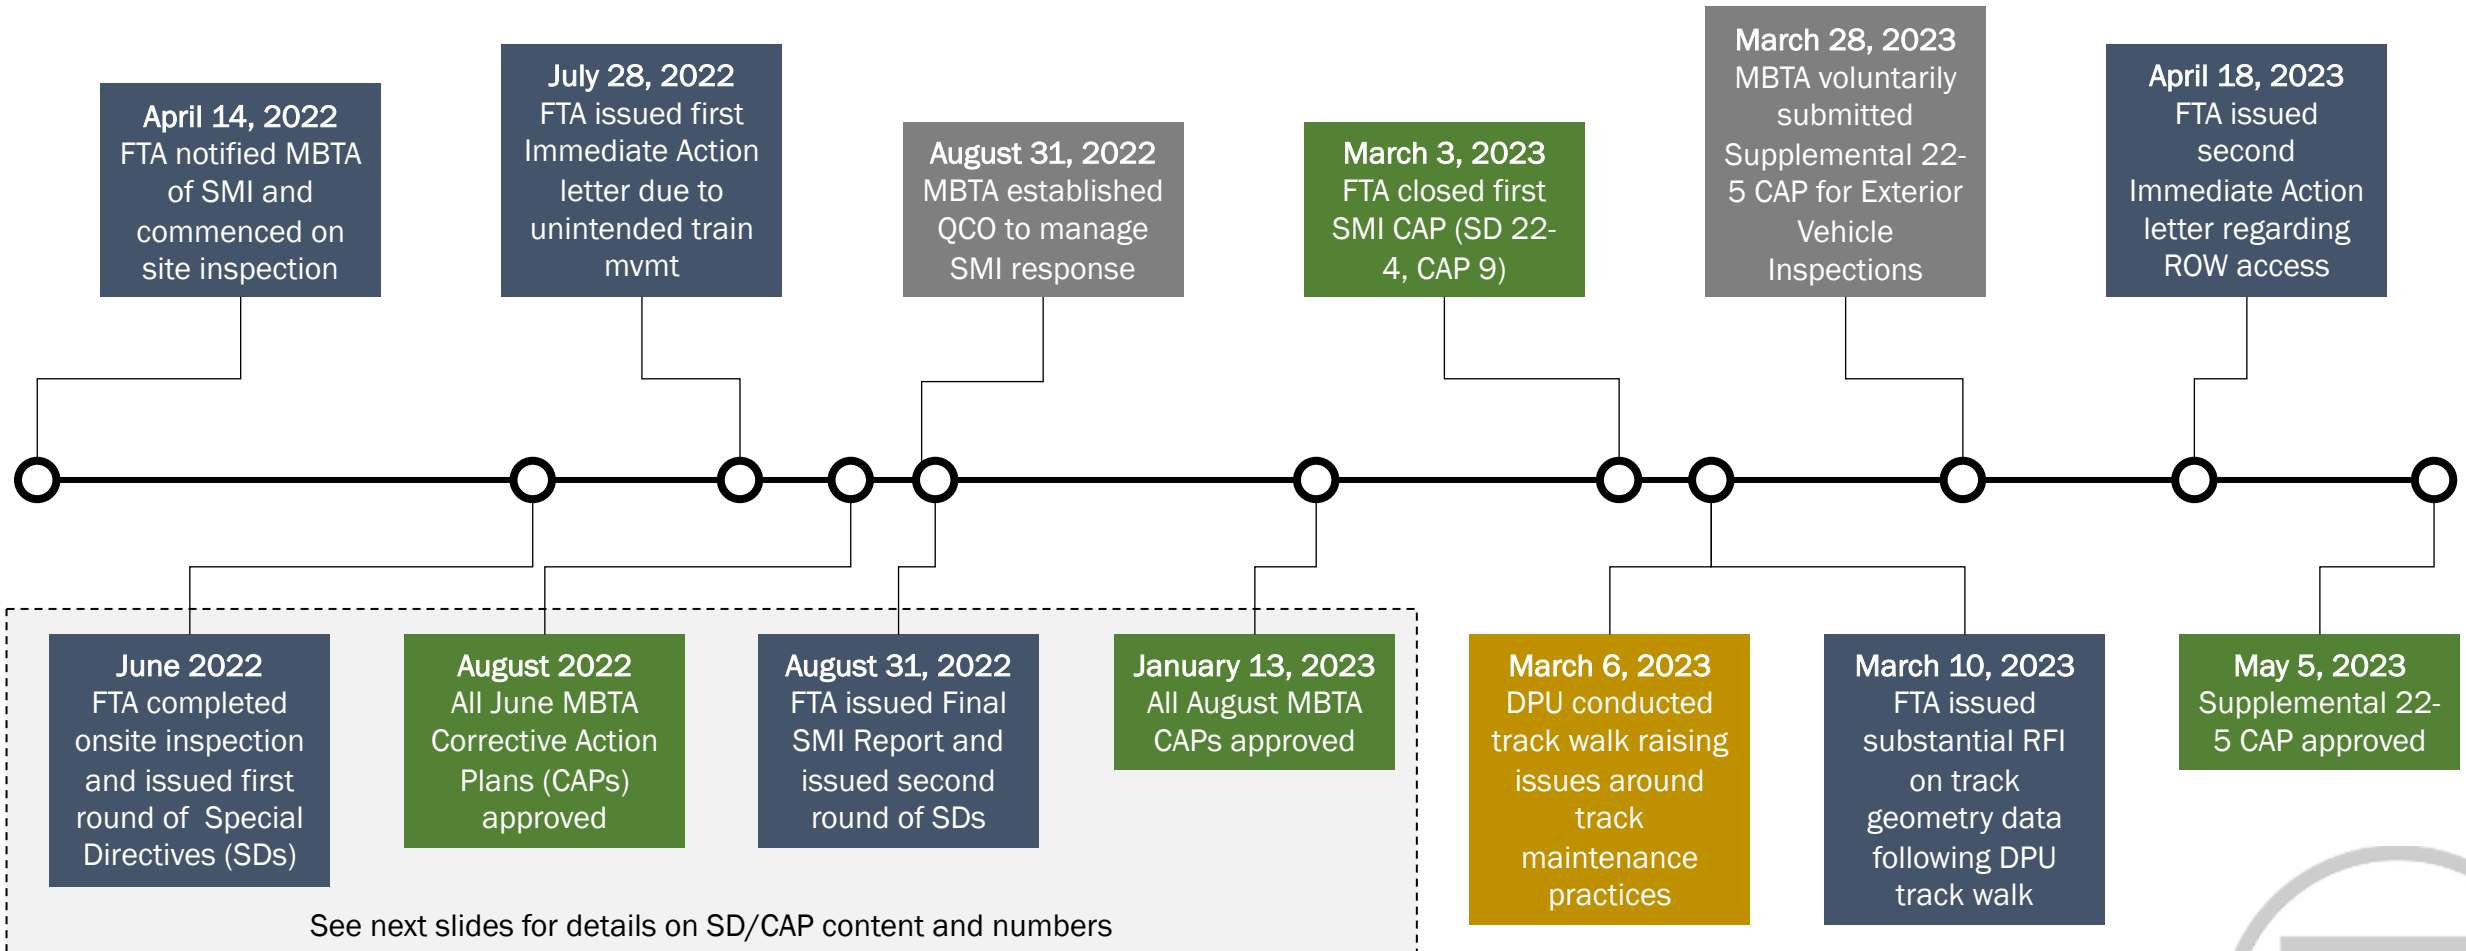 April 14, 2022
FTA notified MBTA
of SMI and
commenced on
site inspection
July 28, 2022
FTA issued first
Immediate Action
letter due to
unintended train
mvmt
August 31, 2022
MBTA established
QCO to manage
SMI response
March 3, 2023
FTA closed first
SMI CAP (SD 22-
4, CAP 9)
March 28, 2023
MBTA voluntarily
submitted
Supplemental 22-
5 CAP for Exterior
Vehicle
Inspections
April 18, 2023
FTA issued
second
Immediate Action
letter regarding
ROW access
June 2022
FTA completed
onsite inspection
and issued first
round of Special
Directives (SDs)
August 2022
All June MBTA
Corrective Action
Plans (CAPs)
approved
August 31, 2022
FTA issued Final
SMI Report and
issued second
round of SDs
January 13, 2023
All August MBTA
CAPs approved
March 6, 2023
DPU conducted
track walk raising
issues around
track
maintenance
practices
March 10, 2023
FTA issued
substantial RFI
on track
geometry data
following DPU
track walk
May 5, 2023
Supplemental 22-
5 CAP approved
See next slides for details on SD/CAP content and numbers